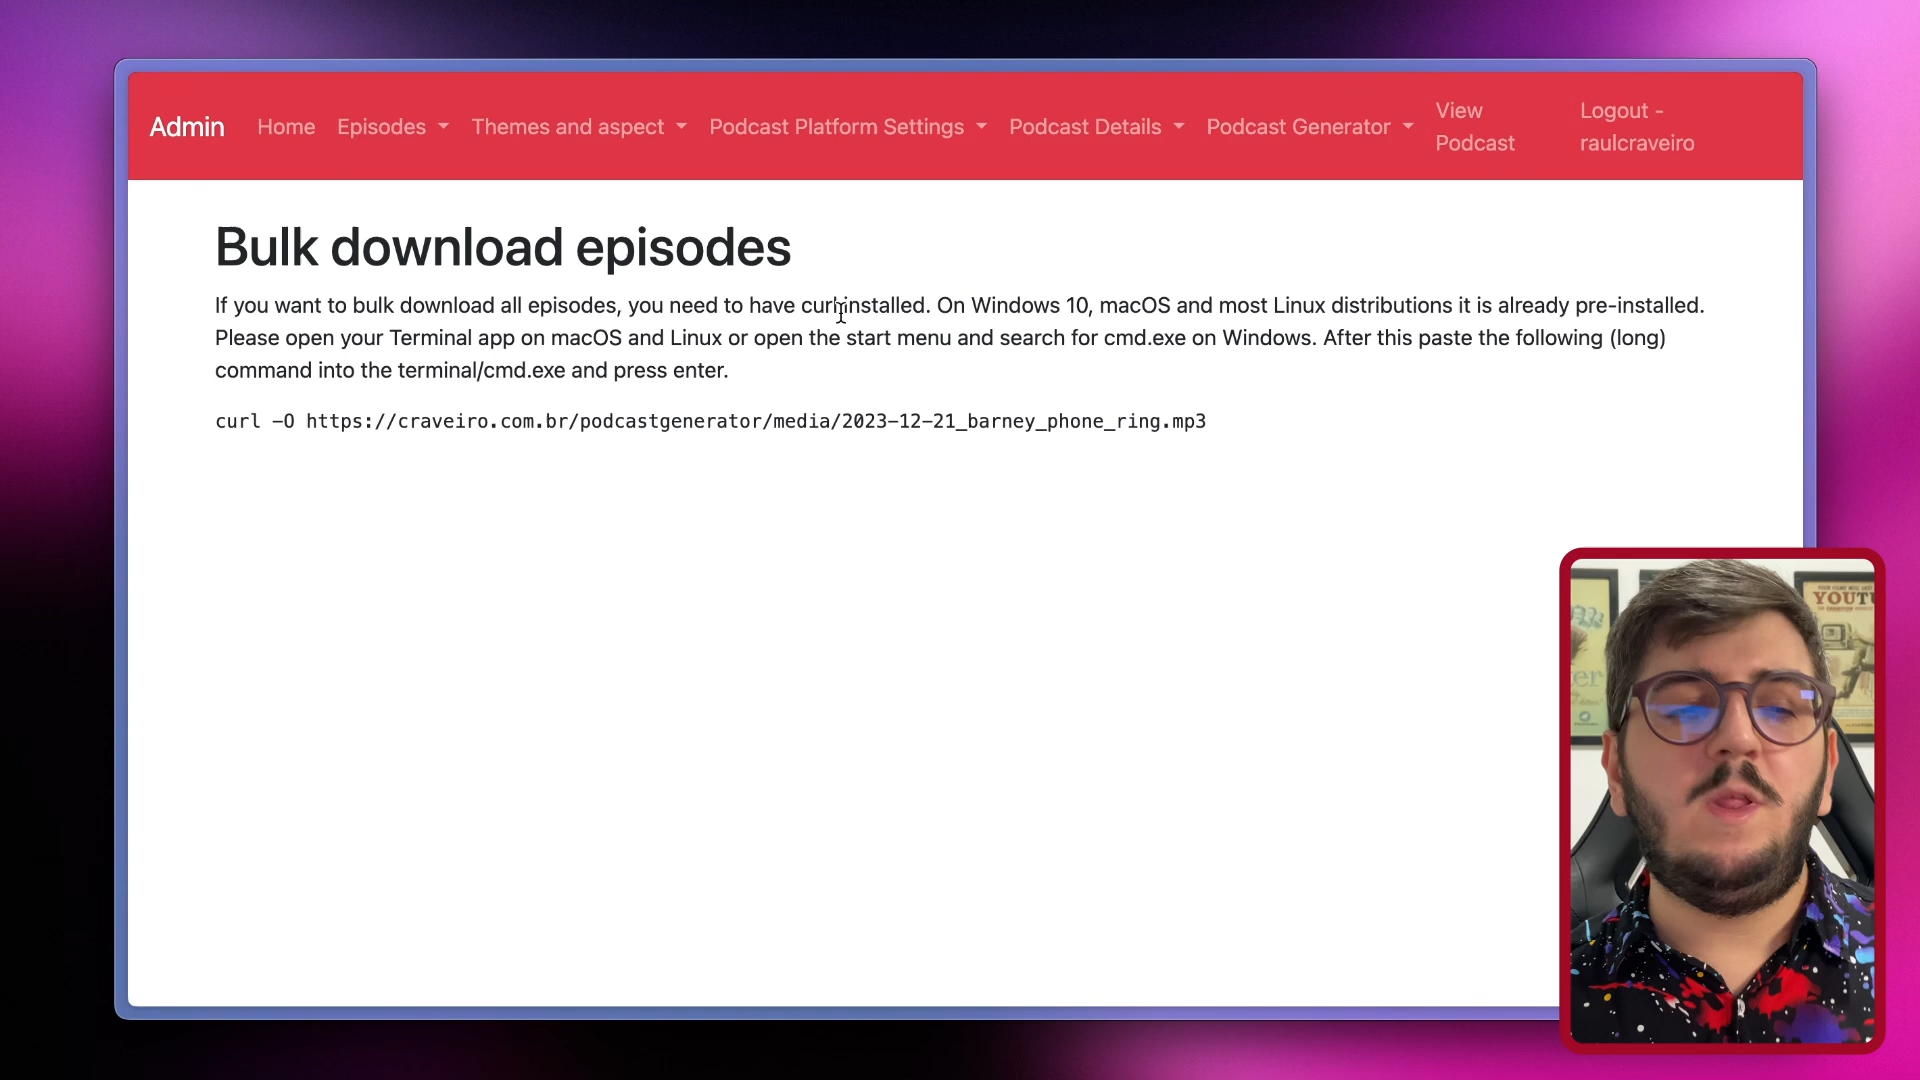 Admin Home Episodes Themes and aspect Podcast Platform Settings Podcast Details Podcast Generator View Podcast Logout - raulcraveiro
Bulk download episodes
If you want to bulk download all episodes, you need to have curl installed. On Windows 10, macOS and most Linux distributions it is already pre-installed.
Please open your Terminal app on macOS and Linux or open the start menu and search for cmd.exe on Windows. After this paste the following (long)
command into the terminal/cmd.exe and press enter.
curl -O https://craveiro.com.br/podcastgenerator/media/2023-12-21_barney_phone_ring.mp3
YOUT